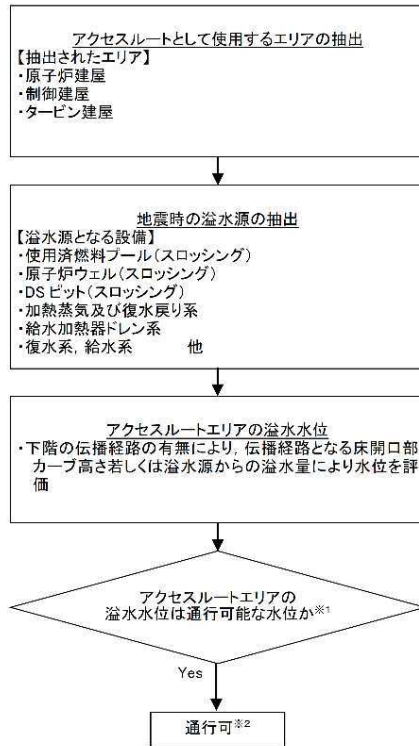 アクセスルートとして使用するエリアの抽出
【抽出されたエリア】
・原子炉建屋
・制御建屋
・タービン建屋
地震時の溢水源の抽出
【溢水源となる設備】
・使用済燃料プール(スロッシング)
・原子炉ウェル(スロッシング)
・DSピット(スロッシング)
・加熱蒸気及び復水戻り系
・給水加熱器ドレン系
・復水系, 給水系 他
アクセスルートエリアの溢水水位
・下階の伝播経路の有無により, 伝播経路となる床開口部
カーブ高さ若しくは溢水源からの溢水量により水位を評
価
アクセスルートエリアの
溢水水位は通行可能な水位か※1
Yes
通行可※2